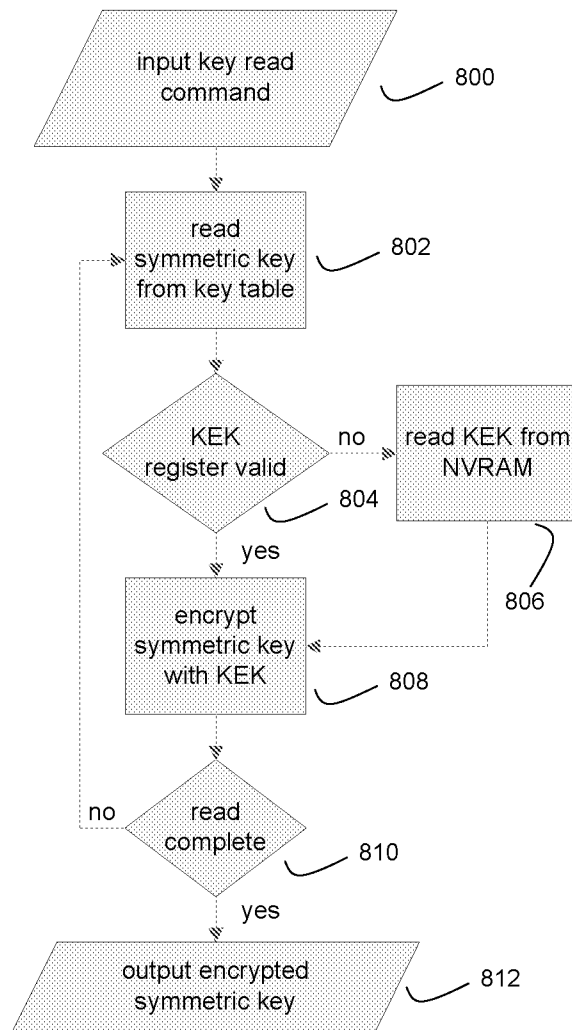 input key read
command
800
read
symmetric key
from key table
802
KEK
register valid
804
no
read KEK from
NVRAM
806
yes
encrypt
symmetric key
with KEK
808
no
read
complete
810
yes
output encrypted
symmetric key
812